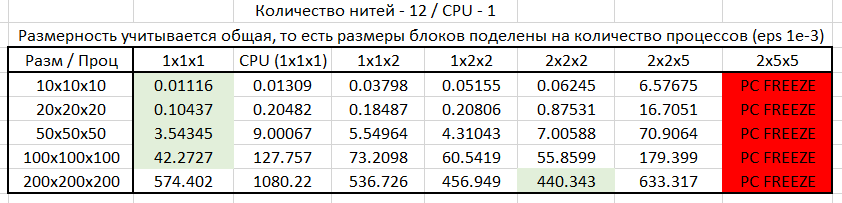 Количество нитей - 12 / CPU - 1
Размерность учитывается общая, то есть размеры блоков поделены на количество процессов (eps 1e-3)
Разм / Проц 1x1x1 CPU (1x1x1) 1x1x2 1x2x2 2x2x2 2x2x5 2x5x5
10x10x10 0.01116 0.01309 0.03798 0.05155 0.06245 6.57675 PC FREEZE
20x20x20 0.10437 0.20482 0.18487 0.20806 0.87531 16.7051 PC FREEZE
50x50x50 3.54345 9.00067 5.54964 4.31043 7.00588 70.9064 PC FREEZE
100x100x100 42.2727 127.757 73.2098 60.5419 55.8599 179.399 PC FREEZE
200x200x200 574.402 1080.22 536.726 456.949 440.343 633.317 PC FREEZE